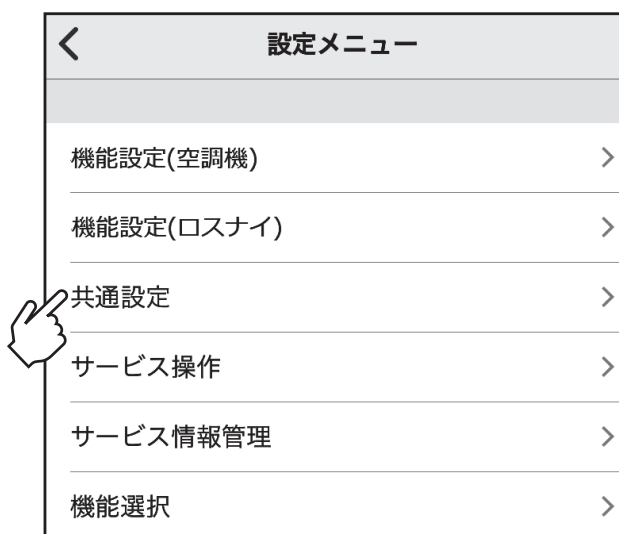 設定メニュー
機能設定(空調機)
機能設定(ロスナイ)
共通設定
サービス操作
サービス情報管理
機能選択